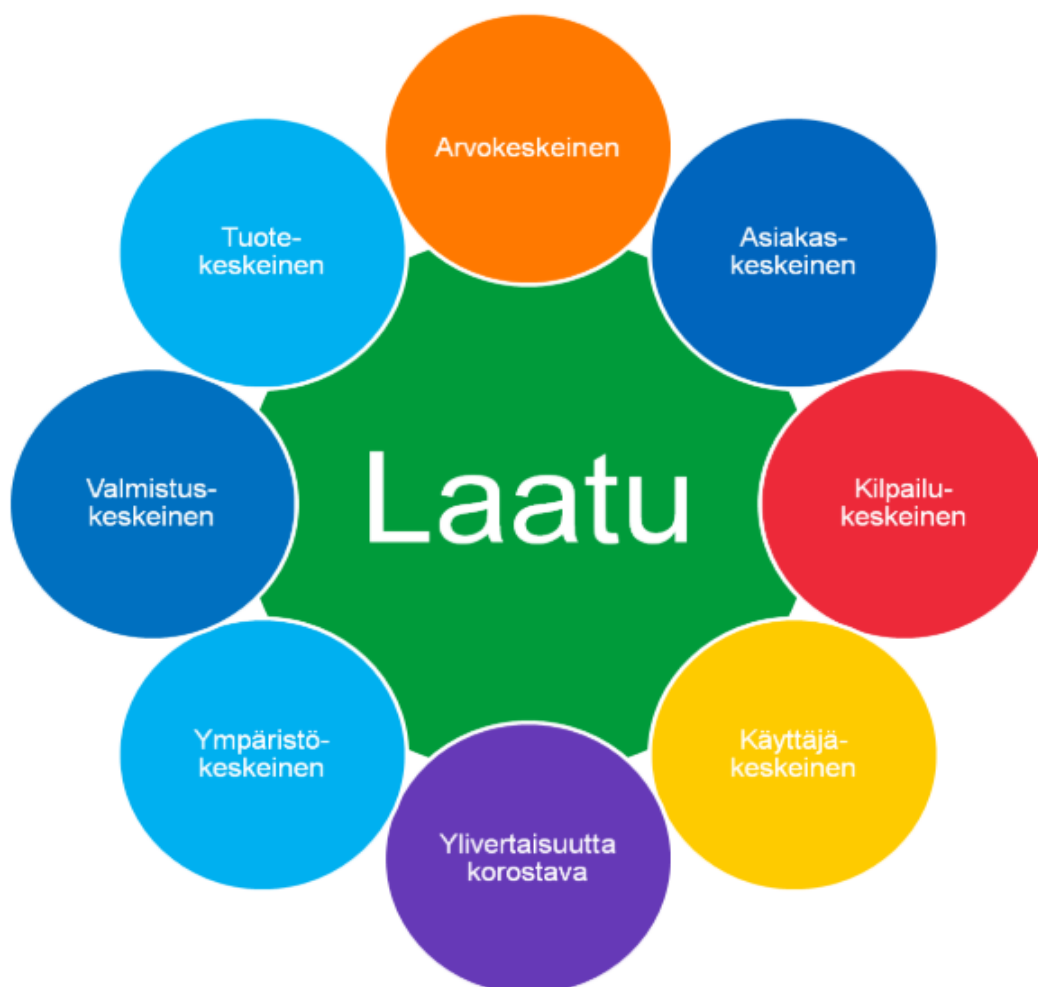 Arvokeskeinen
Asiakas-
keskeinen
Kilpailu-
keskeinen
Käyttäjä-
keskeinen
Ylivertaisuutta
korostava
Ympäristö-
keskeinen
Valmistus-
keskeinen
Tuote-
keskeinen
Laatu